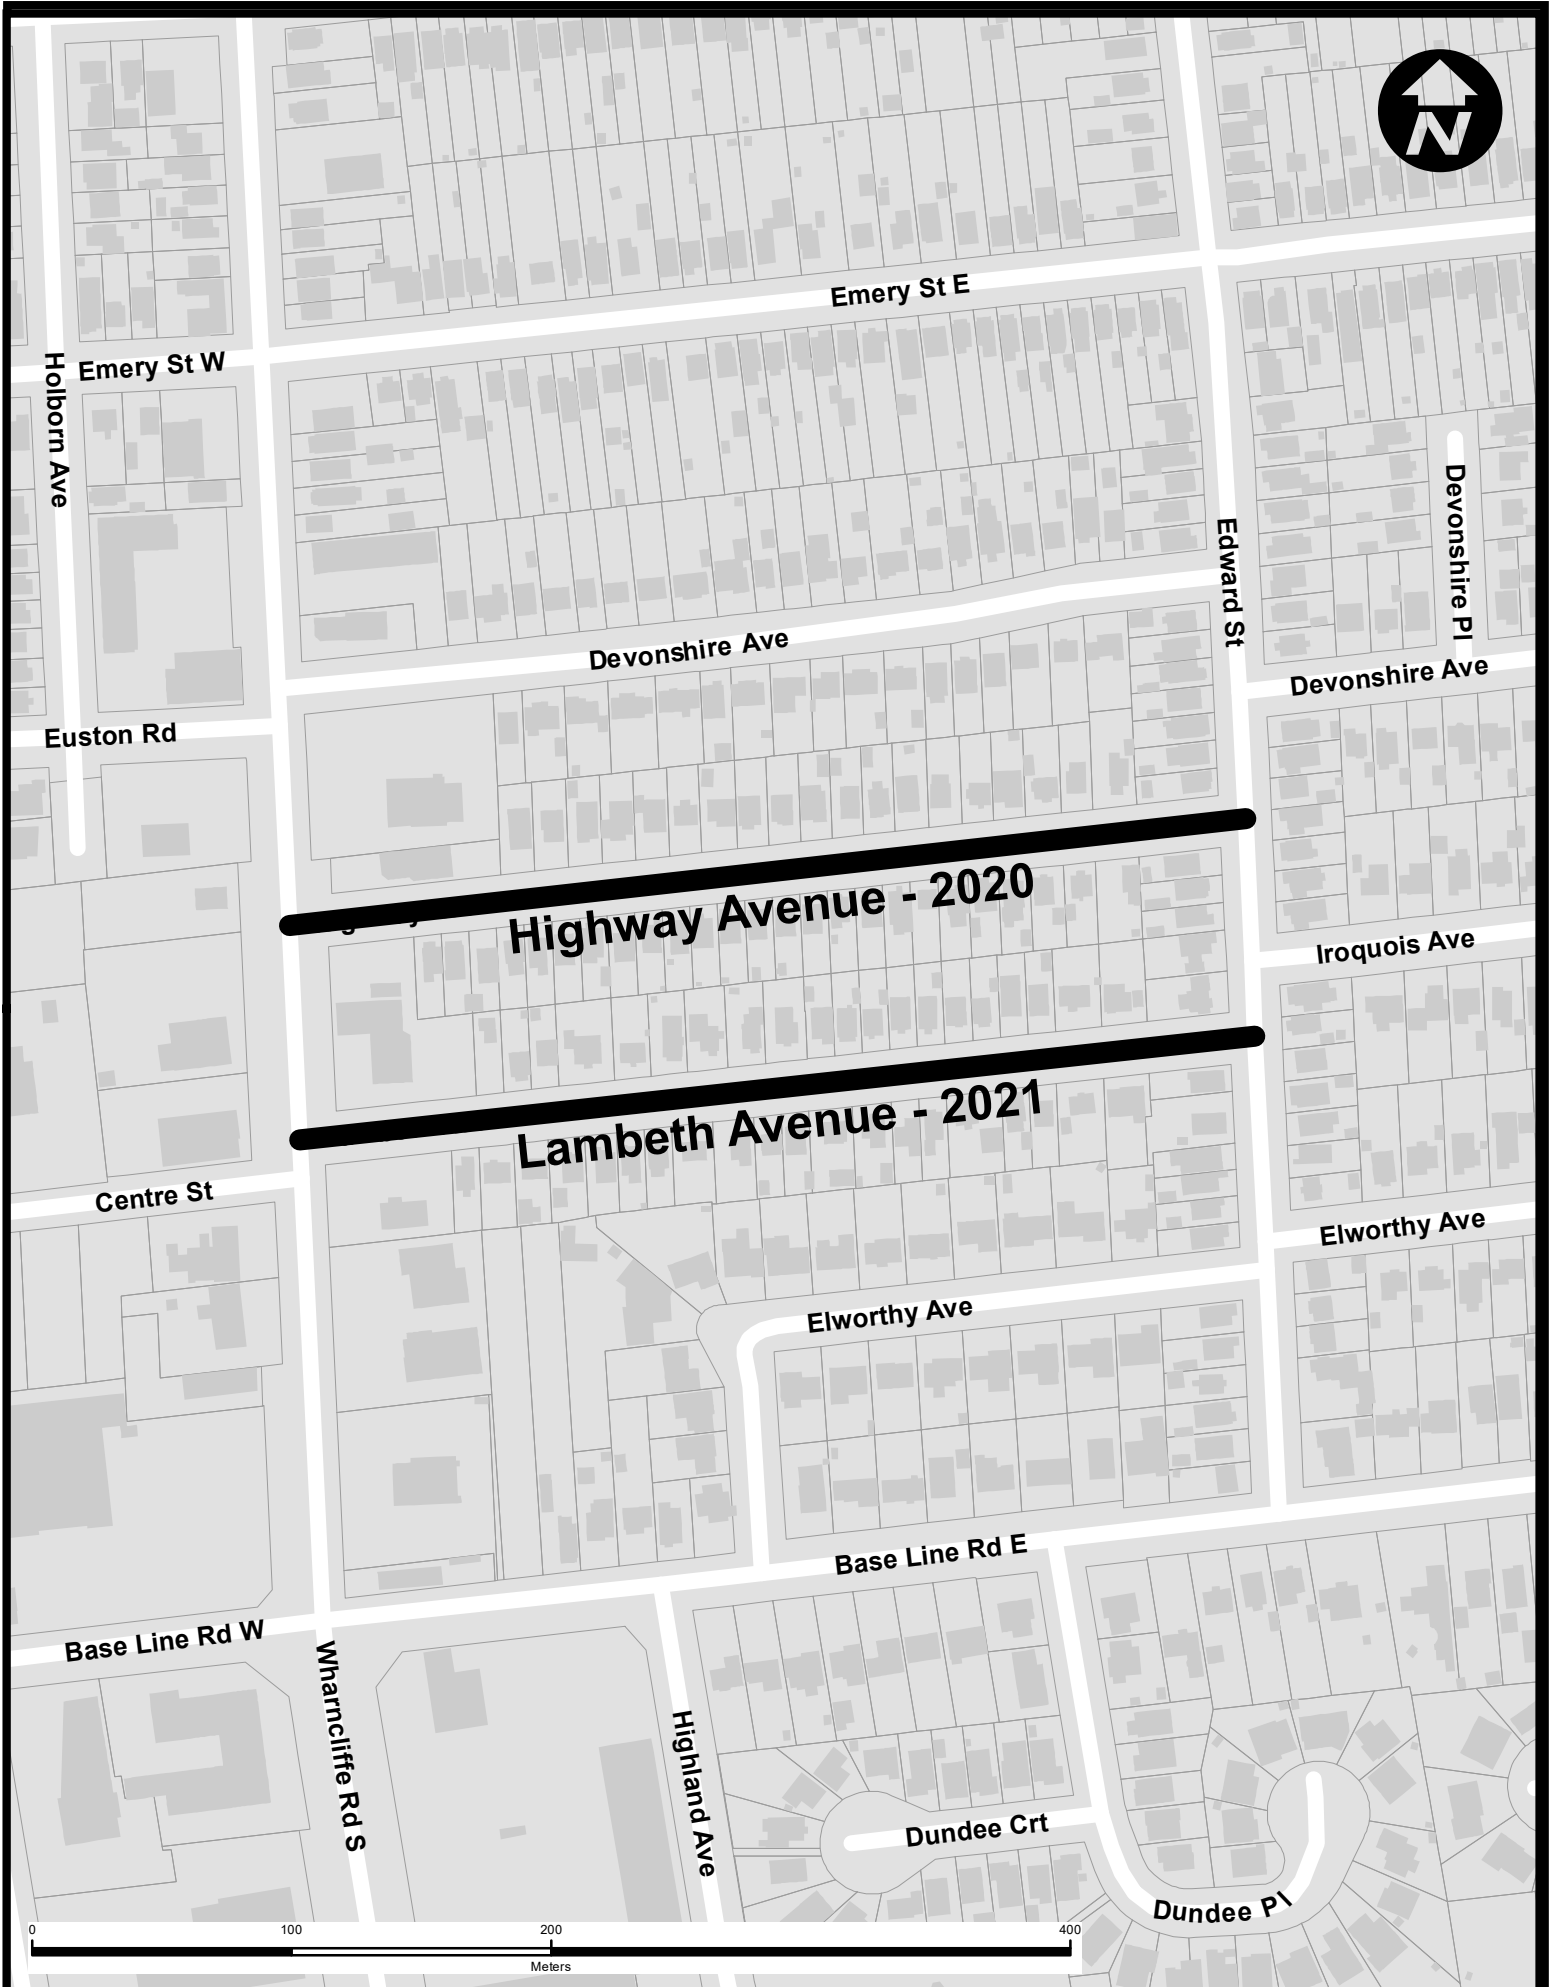 N
Emery St E
Emery St W
Holborn Ave
Edward St
Devonshire Pl
Devonshire Ave
Devonshire Ave
Euston Rd
Highway Avenue - 2020
Iroquois Ave
Lambeth Avenue - 2021
Centre St
Elworthy Ave
Elworthy Ave
Base Line Rd E
Base Line Rd W
Wharncliffe Rd S
Highland Ave
Dundee Crt
Dundee Pl
0 100 200 400
Meters